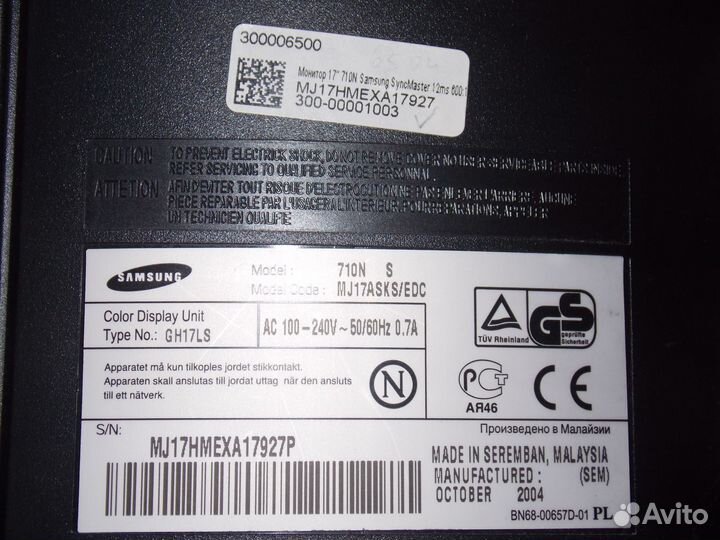 300006500
Монитор 17" 710N Samsung SyncMaster 12ms 600:1
MJ17HMEXA17927
300-00001003
CAUTION TO PREVENT ELECTRICK SHOCK, DO NOT REMOVE COVER. NO USER SERVICEABLE PARTS INSIDE.
REFER SERVICING TO QUALIFIED SERVICE PERSONNAL.
ATTETION AFIN D'EVITER TOUT RISQUE D'ELECTROCUTION NE PAS ENLEVER L'ARRIERE. AUCUNE
PIECE REPARABLE PAR L'USAGER A L'INTERIEUR. POUR REPARATIONS, APPELER
UN TECHNICIEN QUALIFIE
SAMSUNG
Model : 710N S
Model Code : MJ17ASKS/EDC
Color Display Unit
Type No.: GH17LS
AC 100-240V~50/60Hz 0.7A
TÜV Rheinland
GS
geprüfte
Sicherheit
Apparatet må kun tilkoples jordet stikkontakt.
Apparaten skall anslutas till jordat uttag när den ansluts
till ett nätverk.
N
РСТ
АЯ46
CE
S/N:
MJ17HMEXA17927P
Произведено в Малайзии
MADE IN SEREMBAN, MALAYSIA
MANUFACTURED: (SEM)
OCTOBER 2004
BN68-00657D-01 PL
Avito